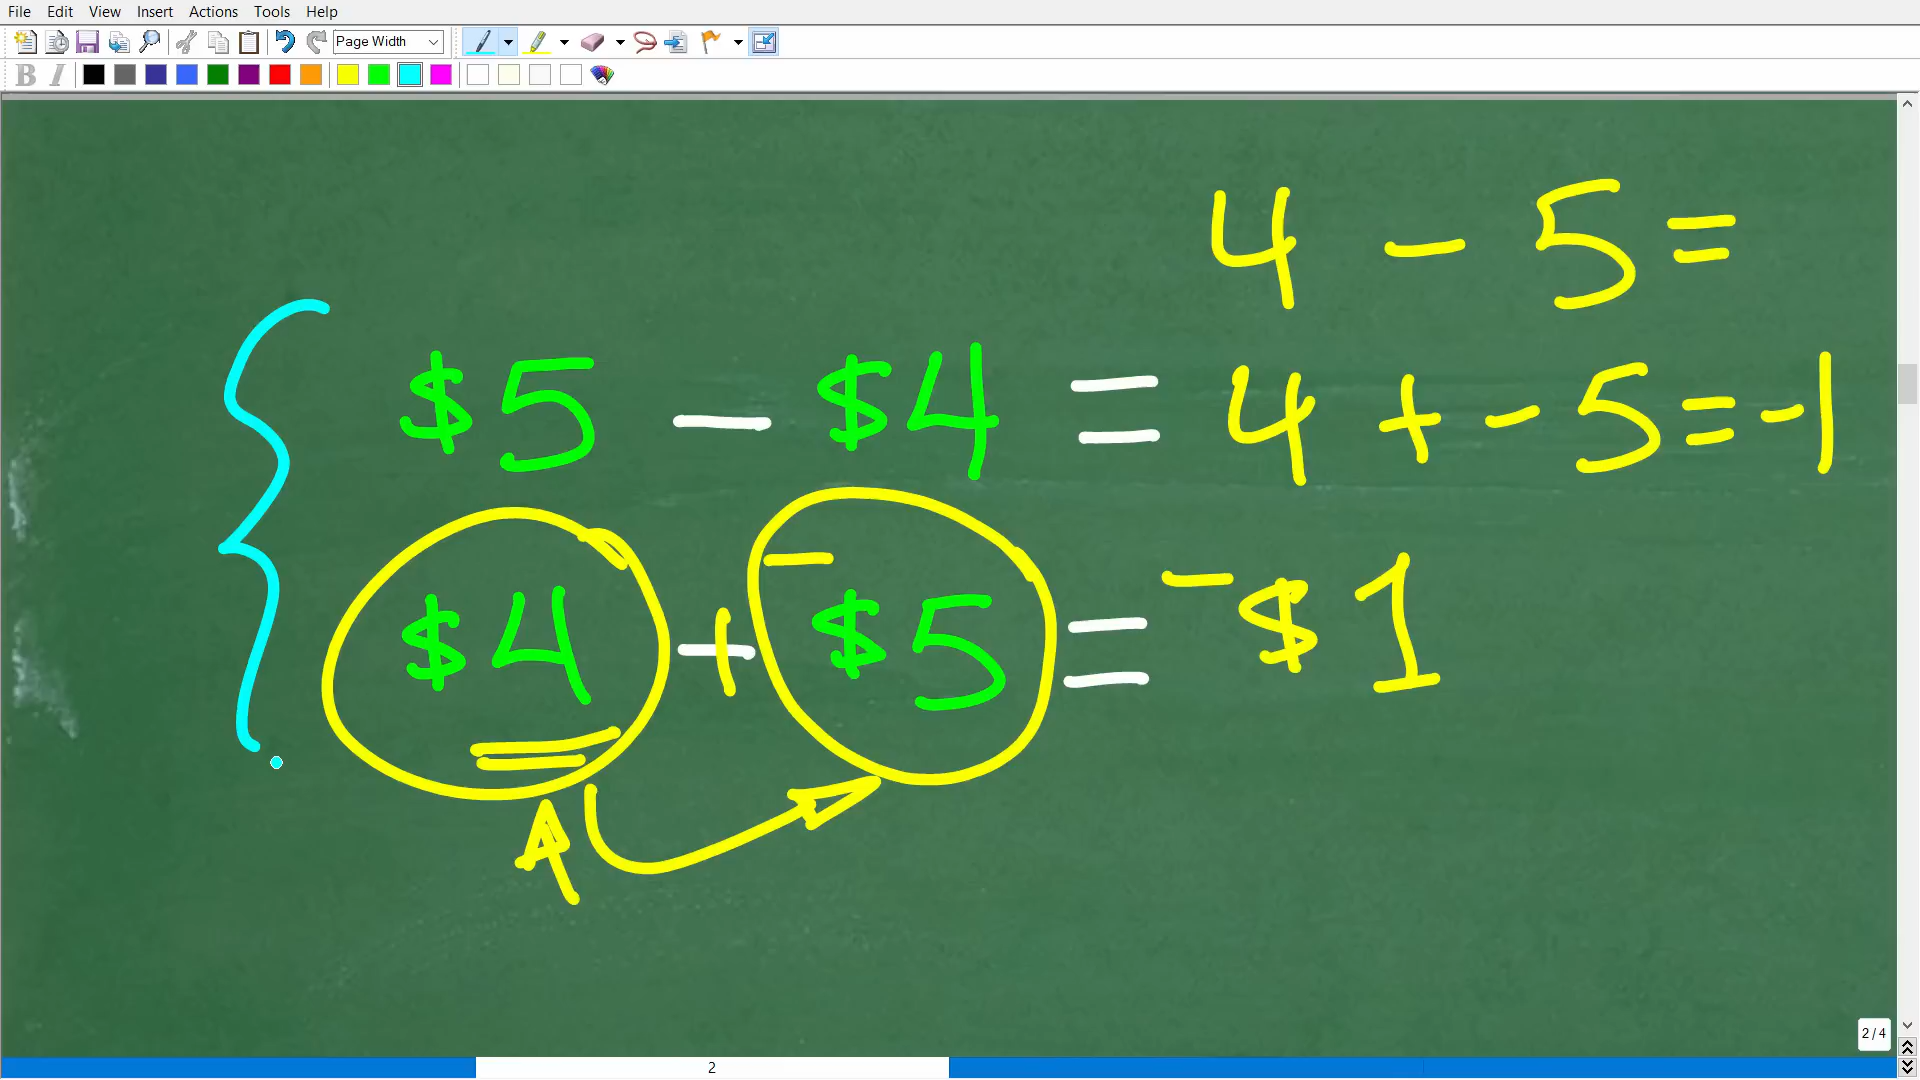 File Edit View Insert Actions Tools Help
Page Width
B I
4 - 5 =
$5 - $4 = 4 + - 5 = - 1
$4 + - $5 = - $1
2 / 4
2